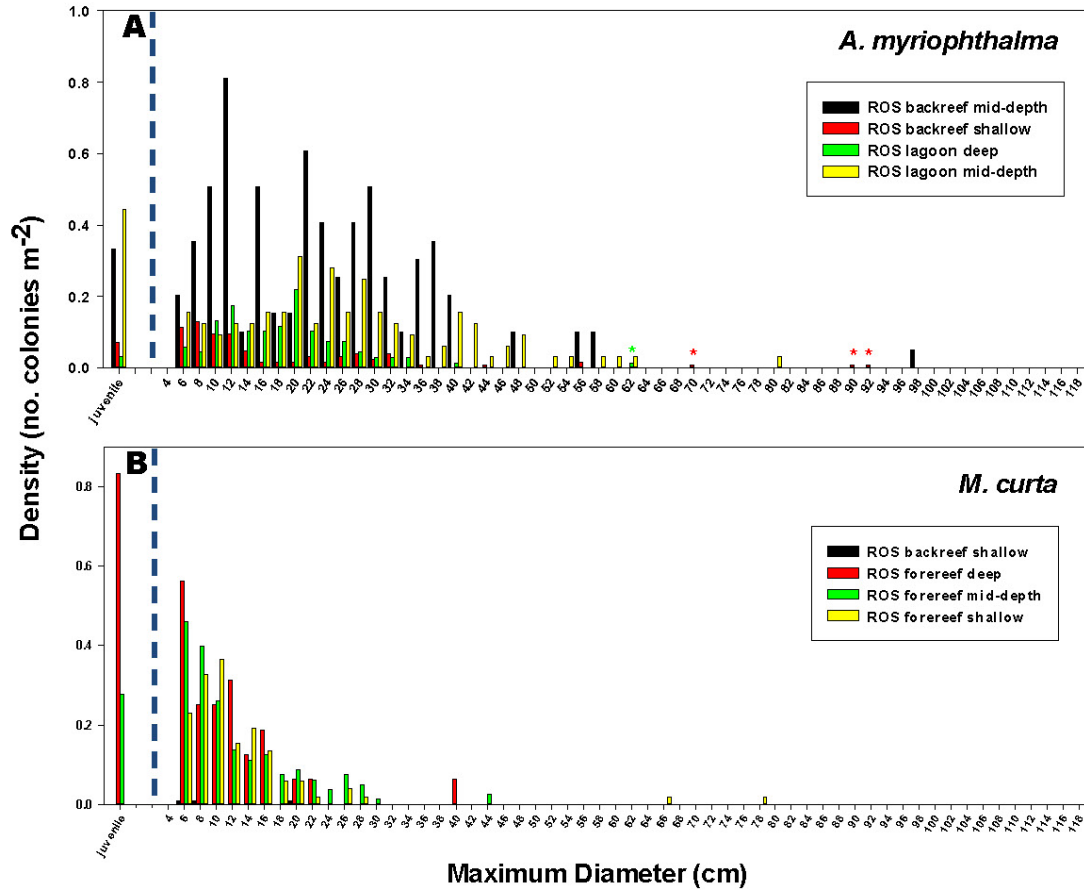 A
A. myriophthalma
ROS backreef mid-depth
ROS backreef shallow
ROS lagoon deep
ROS lagoon mid-depth
1.0
0.8
0.6
0.4
0.2
0.0
juvenile 4 6 8 10 12 14 16 18 20 22 24 26 28 30 32 34 36 38 40 42 44 46 48 50 52 54 56 58 60 62 64 66 68 70 72 74 76 78 80 82 84 86 88 90 92 94 96 98 100 102 104 106 108 110 112 114 116 118
Density (no. colonies m-2)
B
M. curta
ROS backreef shallow
ROS forereef deep
ROS forereef mid-depth
ROS forereef shallow
0.8
0.6
0.4
0.2
0.0
juvenile 4 6 8 10 12 14 16 18 20 22 24 26 28 30 32 34 36 38 40 42 44 46 48 50 52 54 56 58 60 62 64 66 68 70 72 74 76 78 80 82 84 86 88 90 92 94 96 98 100 102 104 106 108 110 112 114 116 118
Maximum Diameter (cm)